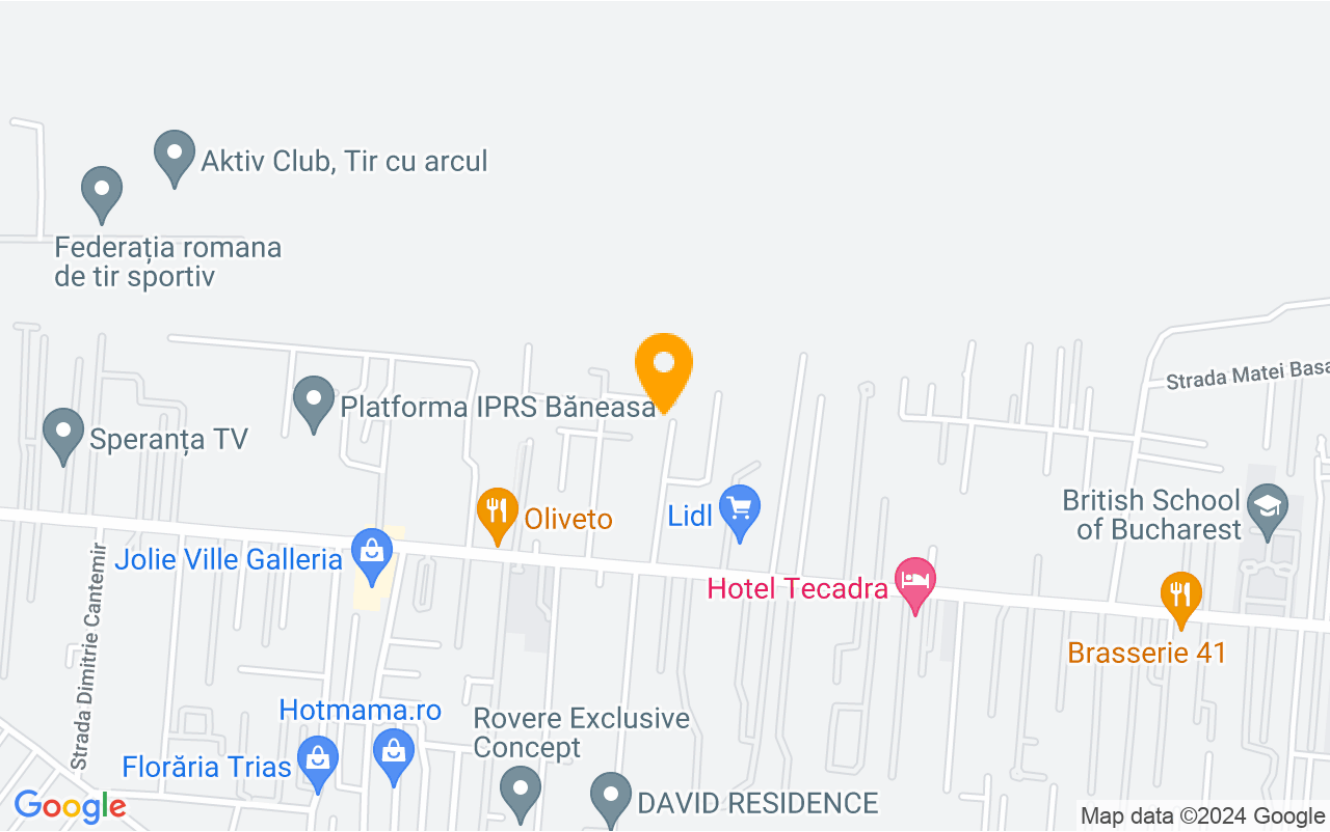 Aktiv Club, Tir cu arcul
Federația romana
de tir sportiv
Strada Matei Basa
Platforma IPRS Băneasa
Speranța TV
British School
of Bucharest
Oliveto
Lidl
Jolie Ville Galleria
Hotel Tecadra
Strada Dimitrie Cantemir
Brasserie 41
Hotmama.ro
Rovere Exclusive
Concept
Florăria Trias
DAVID RESIDENCE
Google
Map data ©2024 Google